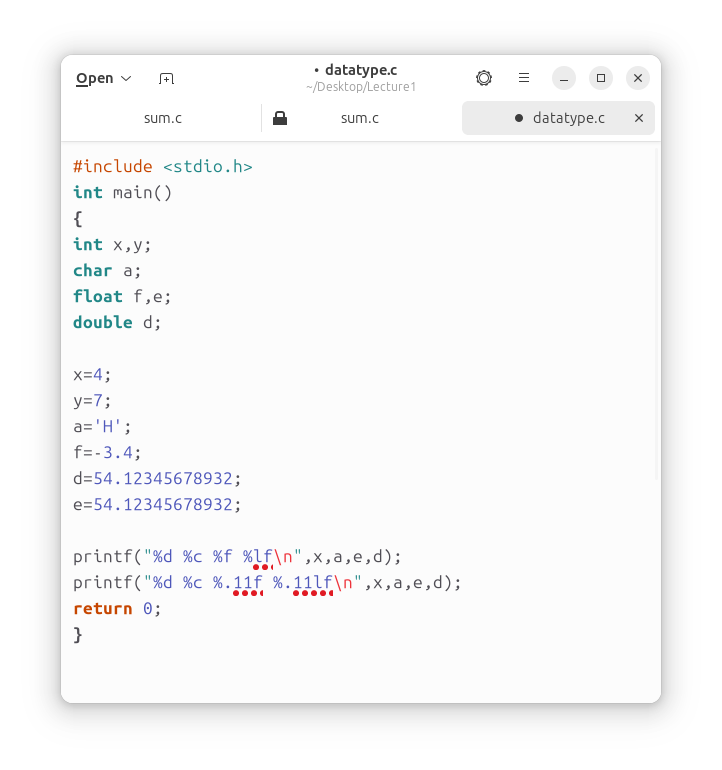 Open
• datatype.c
~/Desktop/Lecture1
sum.c
sum.c
● datatype.c
#include <stdio.h>
int main()
{
int x,y;
char a;
float f,e;
double d;
x=4;
y=7;
a='H';
f=-3.4;
d=54.12345678932;
e=54.12345678932;
printf("%d %c %f %lf\n",x,a,e,d);
printf("%d %c %.11f %.11lf\n",x,a,e,d);
return 0;
}